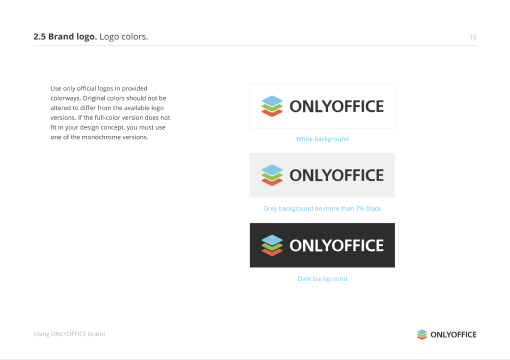 2.5 Brand logo. Logo colors.
15
Use only official logos in provided
colorways. Original colors should not be
altered to differ from the available logo
versions. If the full-color version does not
fit in your design concept, you must use
one of the monochrome versions.
ONLYOFFICE
White background
ONLYOFFICE
Grey background no more than 7% black
ONLYOFFICE
Dark background
Using ONLYOFFICE brand
ONLYOFFICE